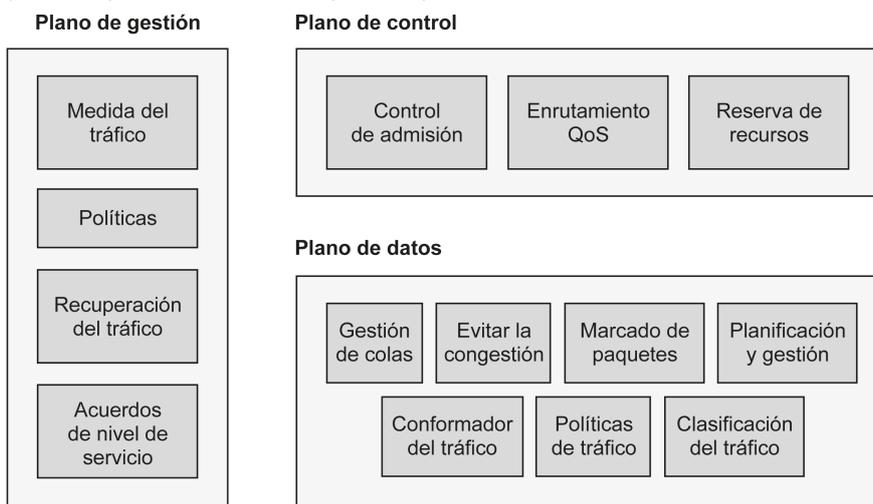 Plano de gestión
Medida del
tráfico
Políticas
Recuperación
del tráfico
Acuerdos
de nivel de
servicio
Plano de control
Control
de admisión
Enrutamiento
QoS
Reserva de
recursos
Plano de datos
Gestión
de colas
Evitar la
congestión
Marcado de
paquetes
Planificación
y gestión
Conformador
del tráfico
Políticas
de tráfico
Clasificación
del tráfico